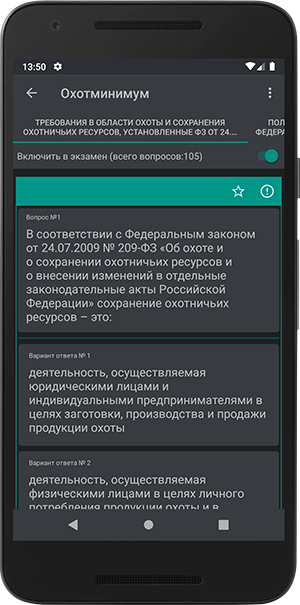 13:50
Охотминимум
ТРЕБОВАНИЯ В ОБЛАСТИ ОХОТЫ И СОХРАНЕНИЯ
ОХОТНИЧЬИХ РЕСУРСОВ, УСТАНОВЛЕННЫЕ ФЗ ОТ 24....
ПОЛ
ФЕДЕРА
Включить в экзамен (всего вопросов:105)
Вопрос №1
В соответствии с Федеральным законом
от 24.07.2009 № 209-ФЗ «Об охоте и
о сохранении охотничьих ресурсов и
о внесении изменений в отдельные
законодательные акты Российской
Федерации» сохранение охотничьих
ресурсов – это:
Вариант ответа № 1
деятельность, осуществляемая
юридическими лицами и
индивидуальными предпринимателями в
целях заготовки, производства и продажи
продукции охоты
Вариант ответа № 2
деятельность, осуществляемая
физическими лицами в целях личного
потребления продукции охоты и в